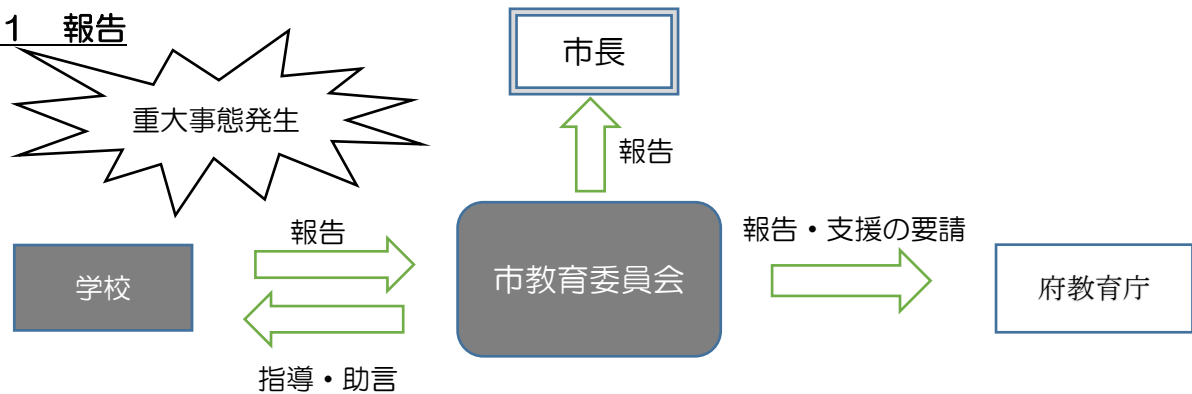 １　報告
市長
重大事態発生
報告
報告
報告・支援の要請
学校
市教育委員会
府教育庁
指導・助言